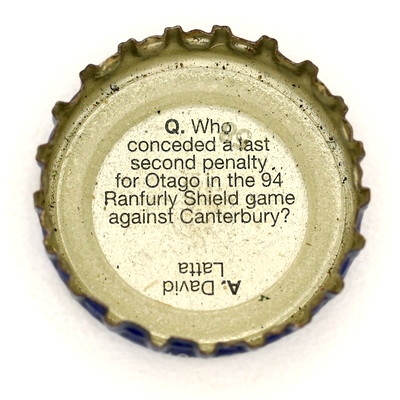 Q. Who
conceded a last
second penalty
for Otago in the 94
Ranfurly Shield game
against Canterbury?
A. David
Latta